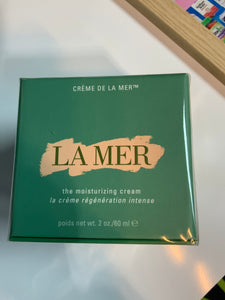 CRÈME DE LA MER™
LA MER
the moisturizing cream
la crème régénération intense
poids net wt. 2 oz./60 ml ℮